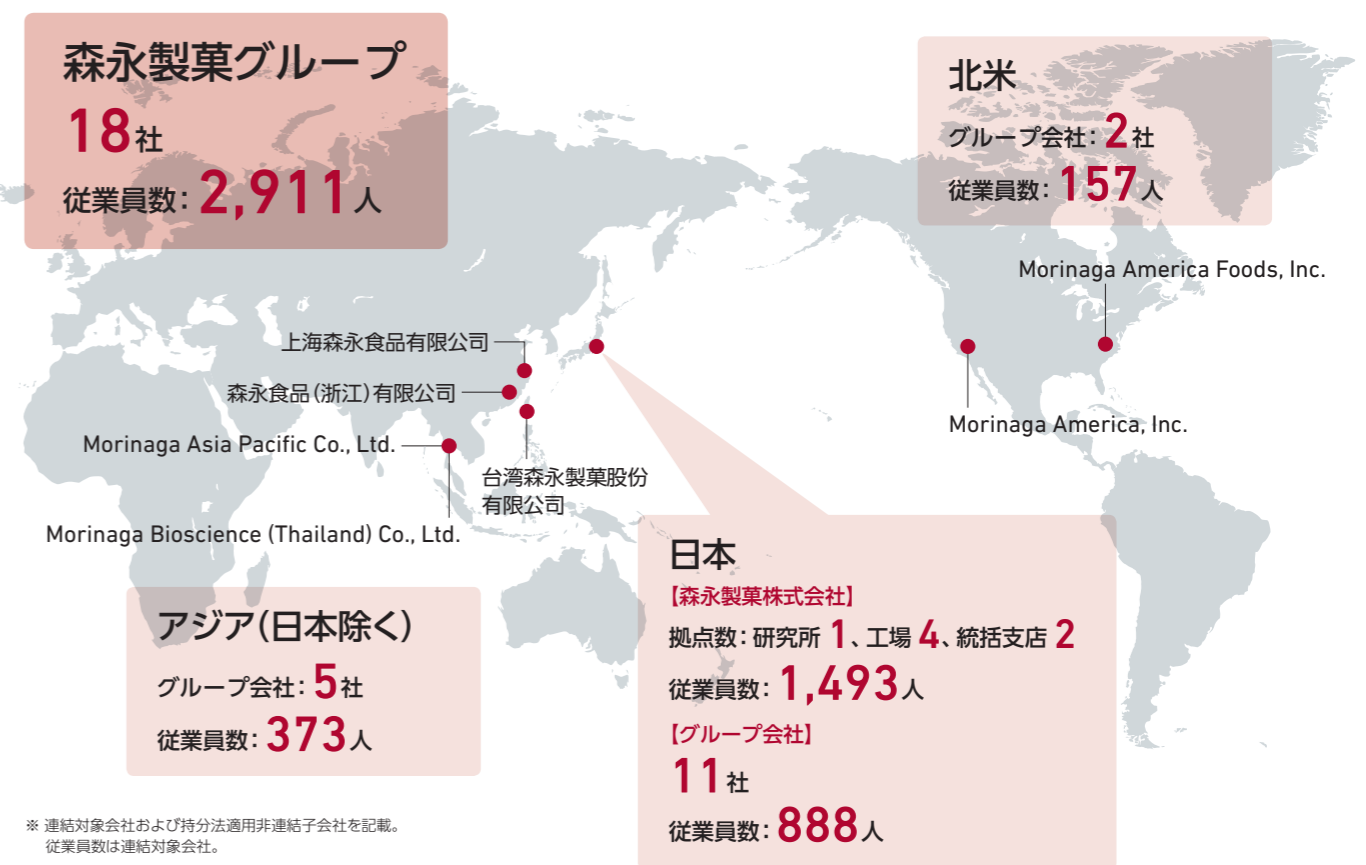 森永製菓グループ
18社
従業員数：2,911人
北米
グループ会社：2社
従業員数：157人
Morinaga America Foods, Inc.
Morinaga America, Inc.
上海森永食品有限公司
森永食品（浙江）有限公司
Morinaga Asia Pacific Co., Ltd.
台湾森永製菓股份
有限公司
Morinaga Bioscience (Thailand) Co., Ltd.
アジア（日本除く）
グループ会社：5社
従業員数：373人
日本
【森永製菓株式会社】
拠点数：研究所 1、工場 4、統括支店 2
従業員数：1,493人
【グループ会社】
11社
従業員数：888人
※ 連結対象会社および持分法適用非連結子会社を記載。
従業員数は連結対象会社。